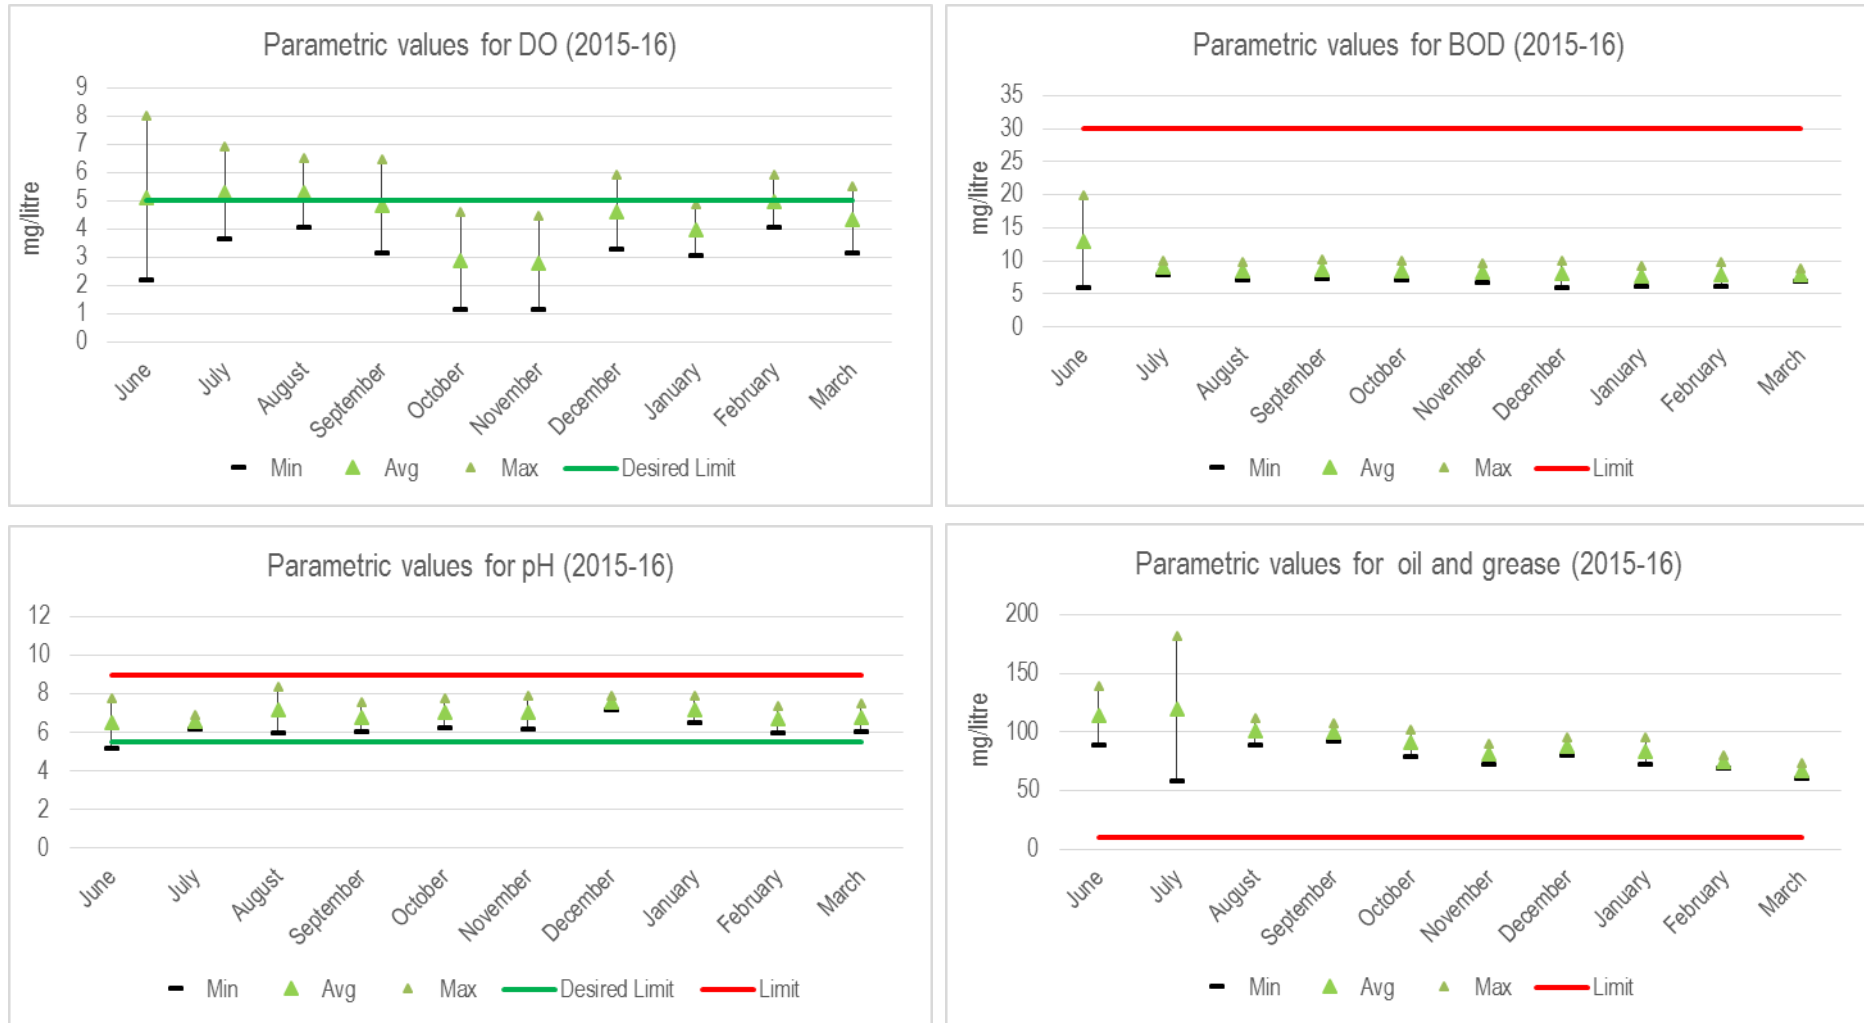 Parametric values for DO (2015-16)
mg/litre
9
8
7
6
5
4
3
2
1
0
June
July
August
September
October
November
December
January
February
March
Min Avg Max Desired Limit
Parametric values for BOD (2015-16)
mg/litre
35
30
25
20
15
10
5
0
June
July
August
September
October
November
December
January
February
March
Min Avg Max Limit
Parametric values for pH (2015-16)
12
10
8
6
4
2
0
June
July
August
September
October
November
December
January
February
March
Min Avg Max Desired Limit Limit
Parametric values for oil and grease (2015-16)
mg/litre
200
150
100
50
0
June
July
August
September
October
November
December
January
February
March
Min Avg Max Limit